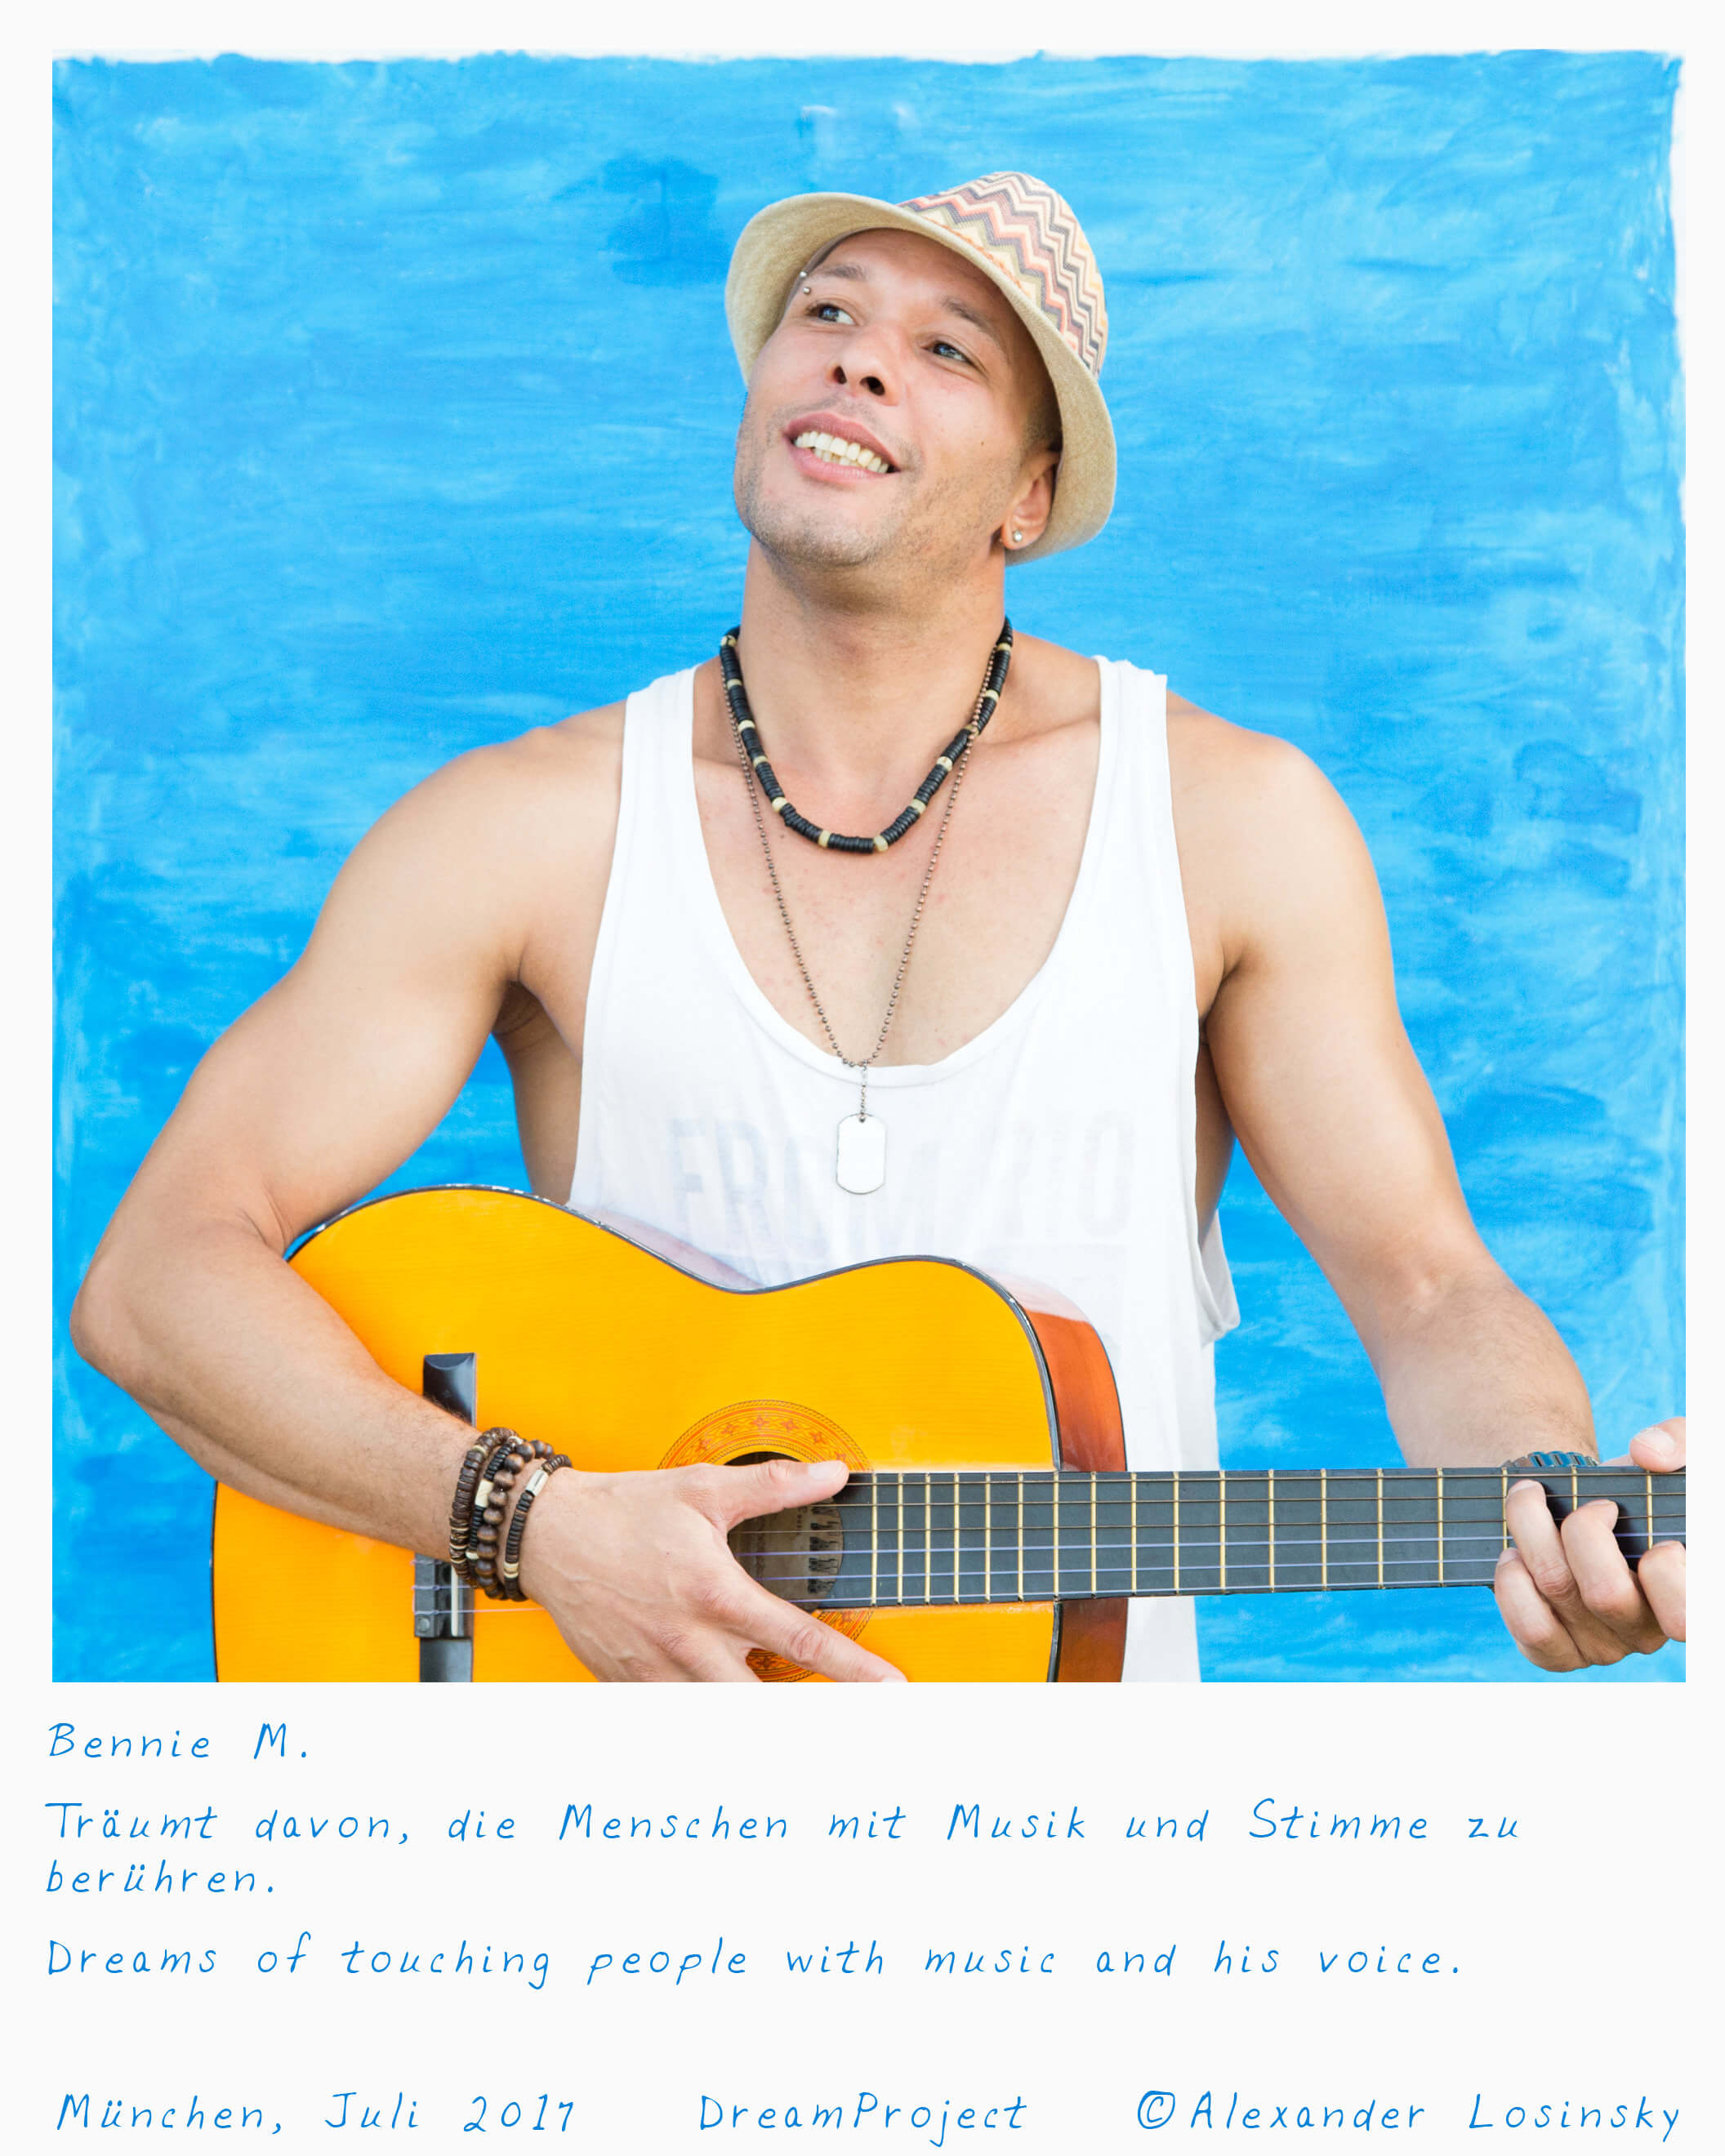 FROM
Bennie M.
Träumt davon, die Menschen mit Musik und Stimme zu
berühren.
Dreams of touching people with music and his voice.
München, Juli 2017 DreamProject ©Alexander Losinsky